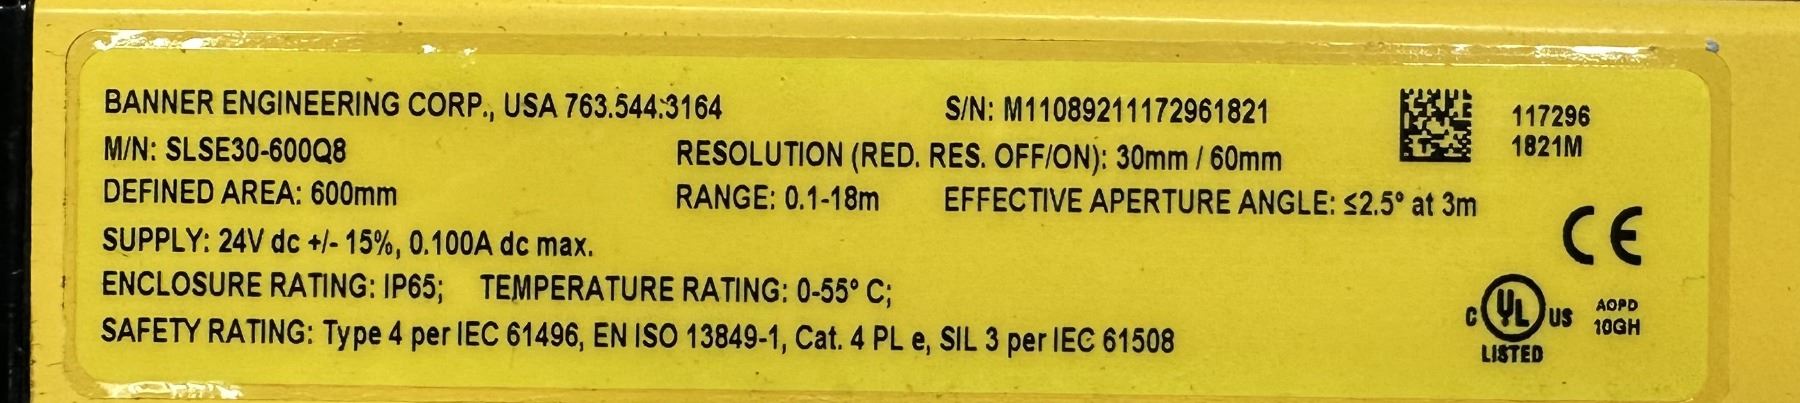 BANNER ENGINEERING CORP., USA 763.544.3164 S/N: M11089211172961821
117296
1821M
M/N: SLSE30-600Q8 RESOLUTION (RED. RES. OFF/ON): 30mm / 60mm
DEFINED AREA: 600mm RANGE: 0.1-18m EFFECTIVE APERTURE ANGLE: ≤2.5° at 3m
SUPPLY: 24V dc +/- 15%, 0.100A dc max.
CE
ENCLOSURE RATING: IP65; TEMPERATURE RATING: 0-55° C;
SAFETY RATING: Type 4 per IEC 61496, EN ISO 13849-1, Cat. 4 PL e, SIL 3 per IEC 61508
C UL US
LISTED
AOPD
10GH